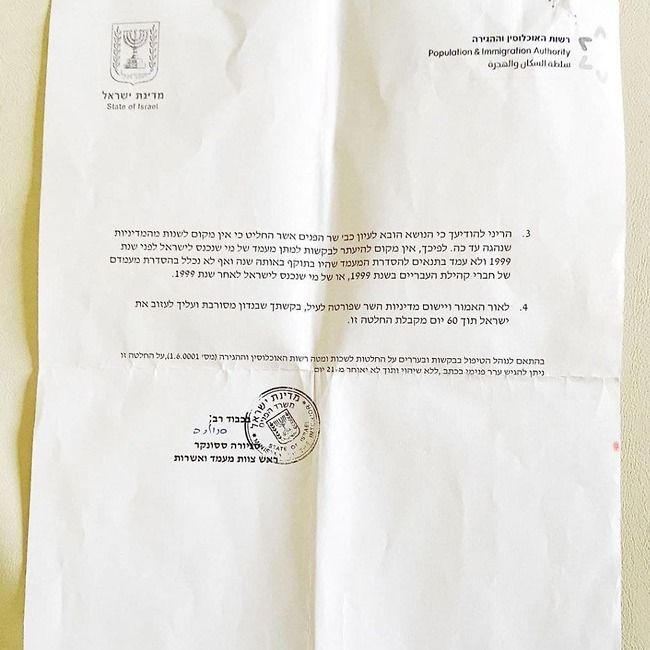 רשות האוכלוסין וההגירה
Population & Immigration Authority
سلطة السكان والهجرة
מדינת ישראל
State of Israel
3. הריני להודיעך כי הנושא הובא לעיון כבי שר הפנים אשר החליט כי אין מקום לשנות מהמדיניות
שנהגה עד כה. לפיכך, אין מקום להיעתר לבקשות למתן מעמד של מי שנכנס לישראל לפני שנת
1999 ולא עמד בתנאים להסדרת המעמד שהיו בתוקף באותה שנה ואף לא נכלל בהסדרת מעמדם
של חברי קהילת העבריים בשנת 1999, או של מי שנכנס לישראל לאחר שנת 1999.
4. לאור האמור ויישום מדיניות השר שפורטה לעיל, בקשתך שבנדון מסורבת ועליך לעזוב את
ישראל תוך 60 יום מקבלת החלטה זו.
בהתאם לנוהל הטיפול בבקשות ובעררים על החלטות לשכות ומטה רשות האוכלוסין וההגירה (מס' 1.6.0001), על החלטה זו
ניתן להגיש ערר פנימי בכתב, ללא שיהוי ותוך לא יאוחר מ-21 יום
בכבוד רב;
מדינת ישראל
משרד הפנים
STATE OF ISRAEL
ססונקר
ראש צוות מעמד ואשרות